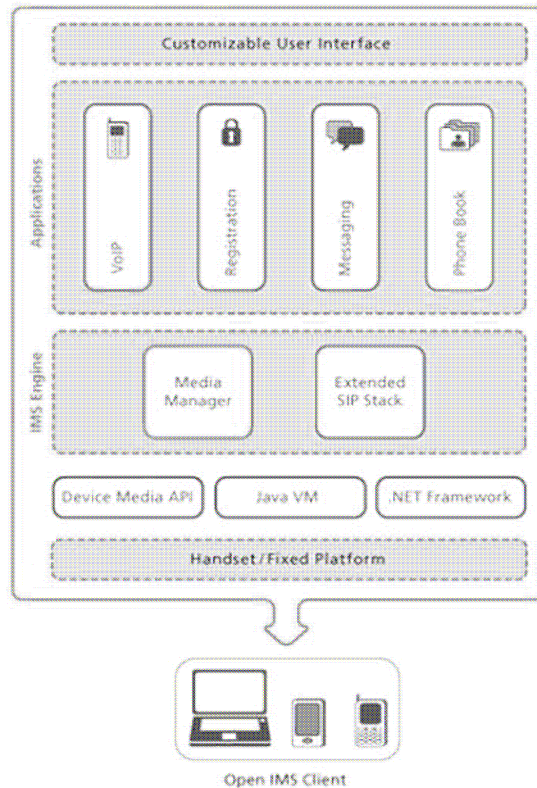 Customizable User Interface
Applications
VoIP
Registration
Messaging
Phone Book
IMS Engine
Media
Manager
Extended
SIP Stack
Device Media API
Java VM
.NET Framework
Handset/Fixed Platform
Open IMS Client